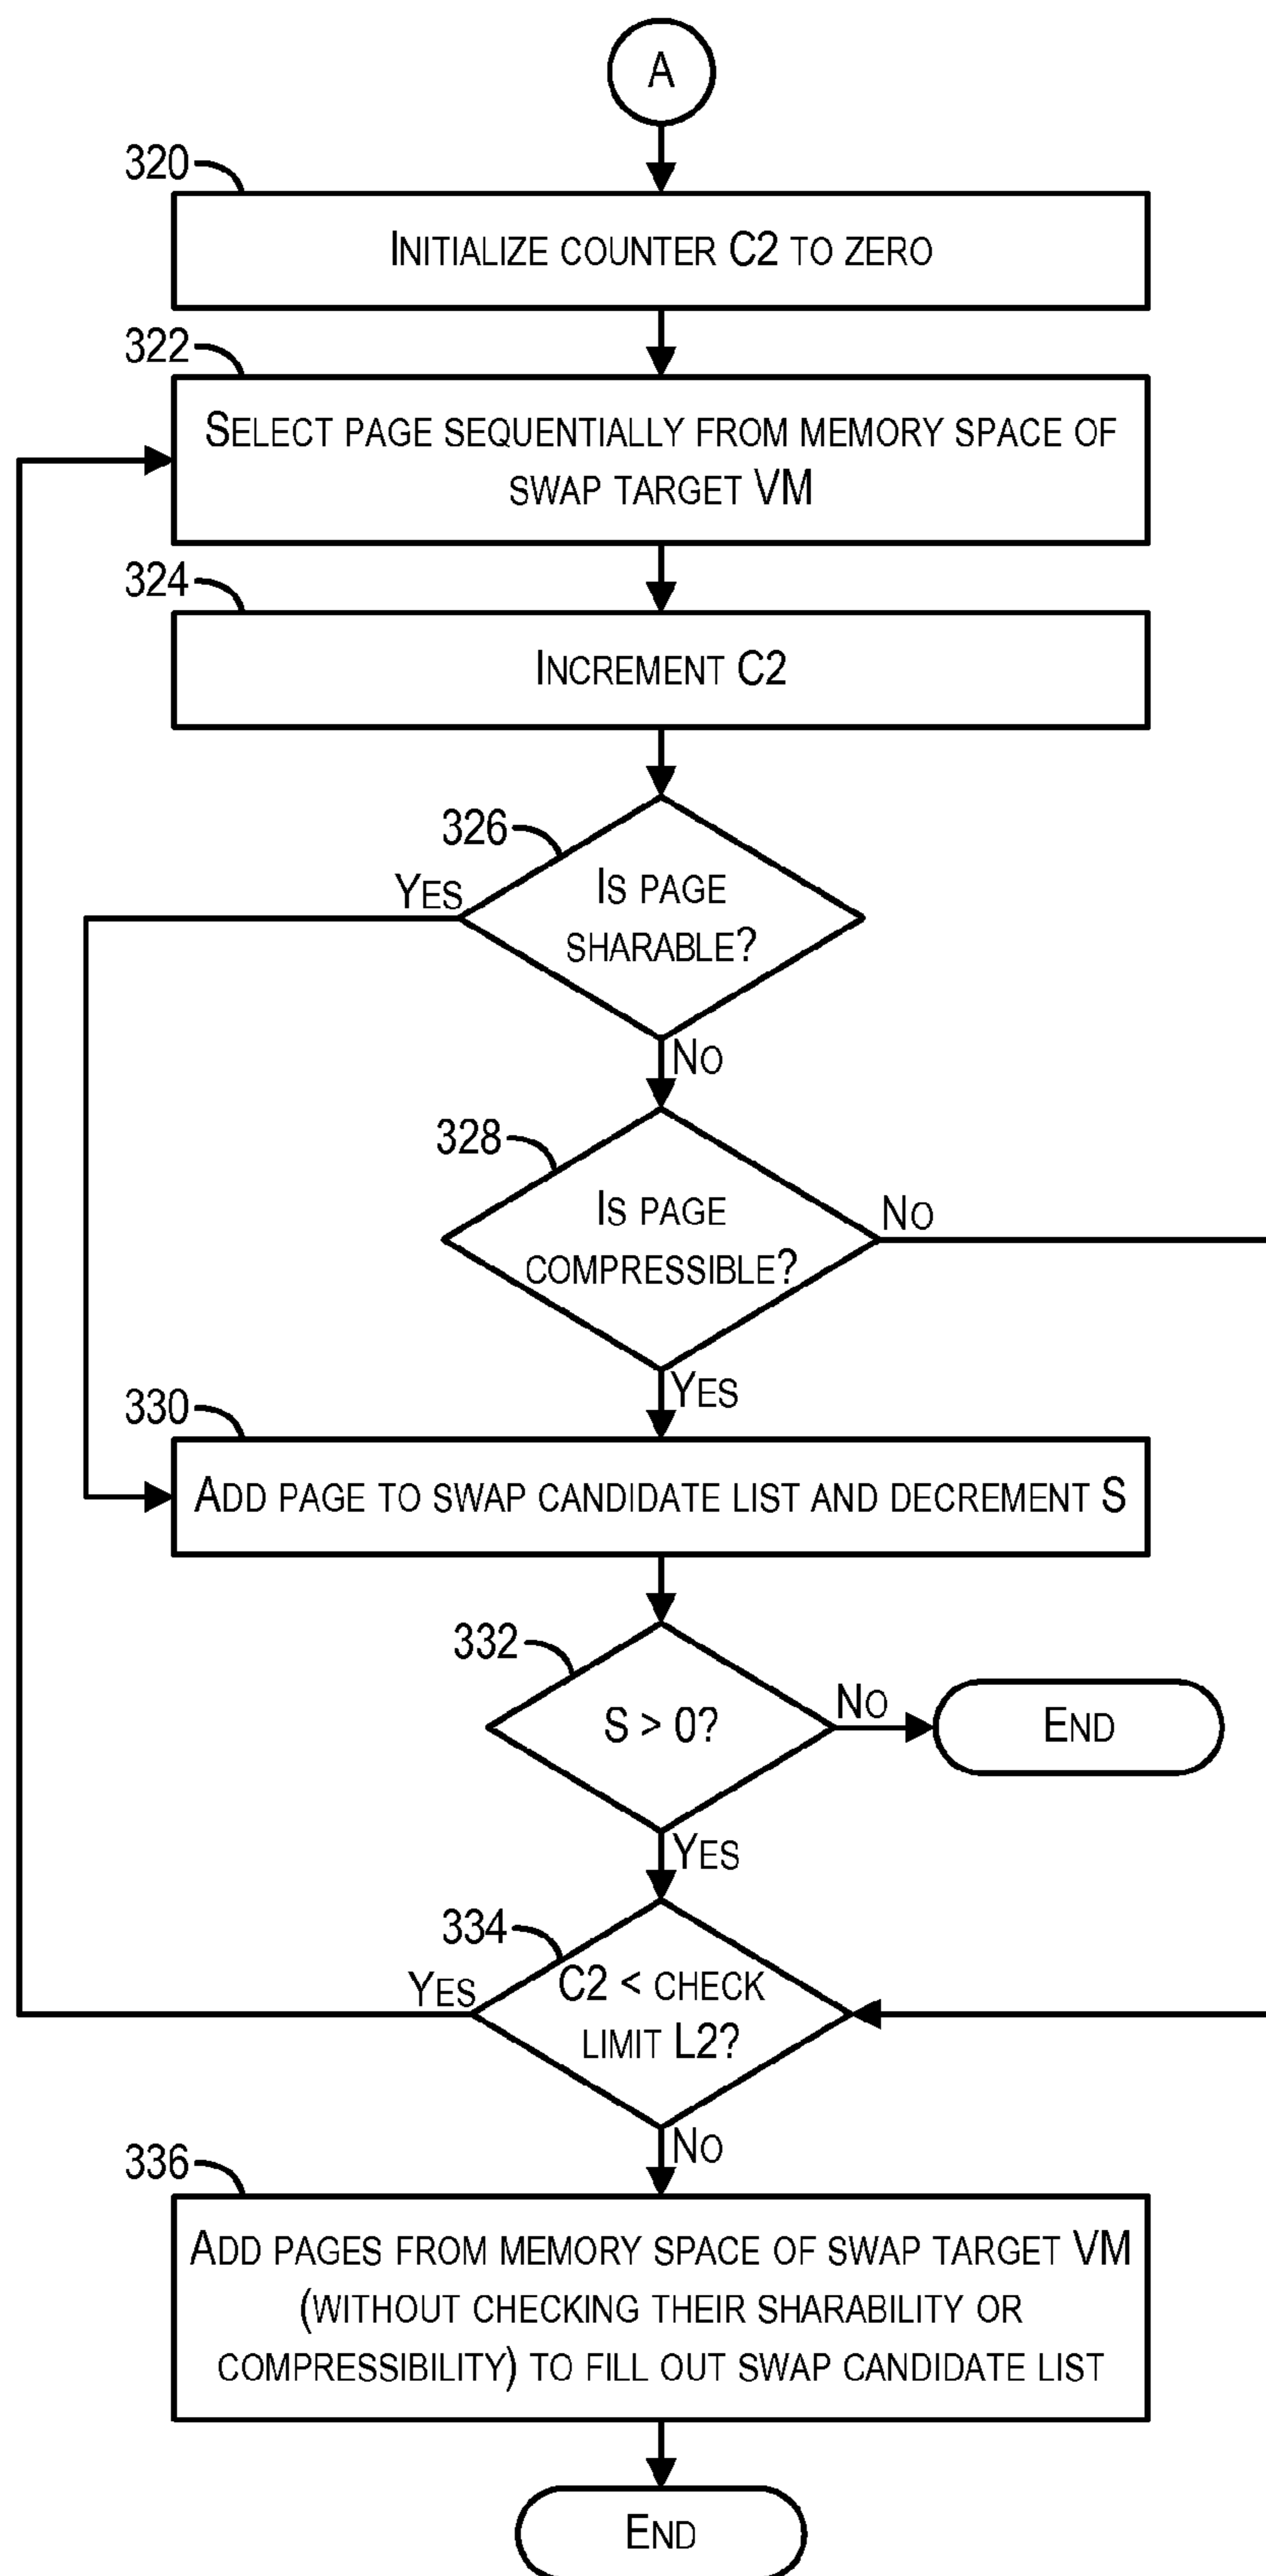 A
320
INITIALIZE COUNTER C2 TO ZERO
322
SELECT PAGE SEQUENTIALLY FROM MEMORY SPACE OF
SWAP TARGET VM
324
INCREMENT C2
326
YES
IS PAGE
SHARABLE?
NO
328
IS PAGE
COMPRESSIBLE?
NO
YES
330
ADD PAGE TO SWAP CANDIDATE LIST AND DECREMENT S
332
S > 0?
NO
END
YES
334
YES
C2 < CHECK
LIMIT L2?
NO
336
ADD PAGES FROM MEMORY SPACE OF SWAP TARGET VM
(WITHOUT CHECKING THEIR SHARABILITY OR
COMPRESSIBILITY) TO FILL OUT SWAP CANDIDATE LIST
END